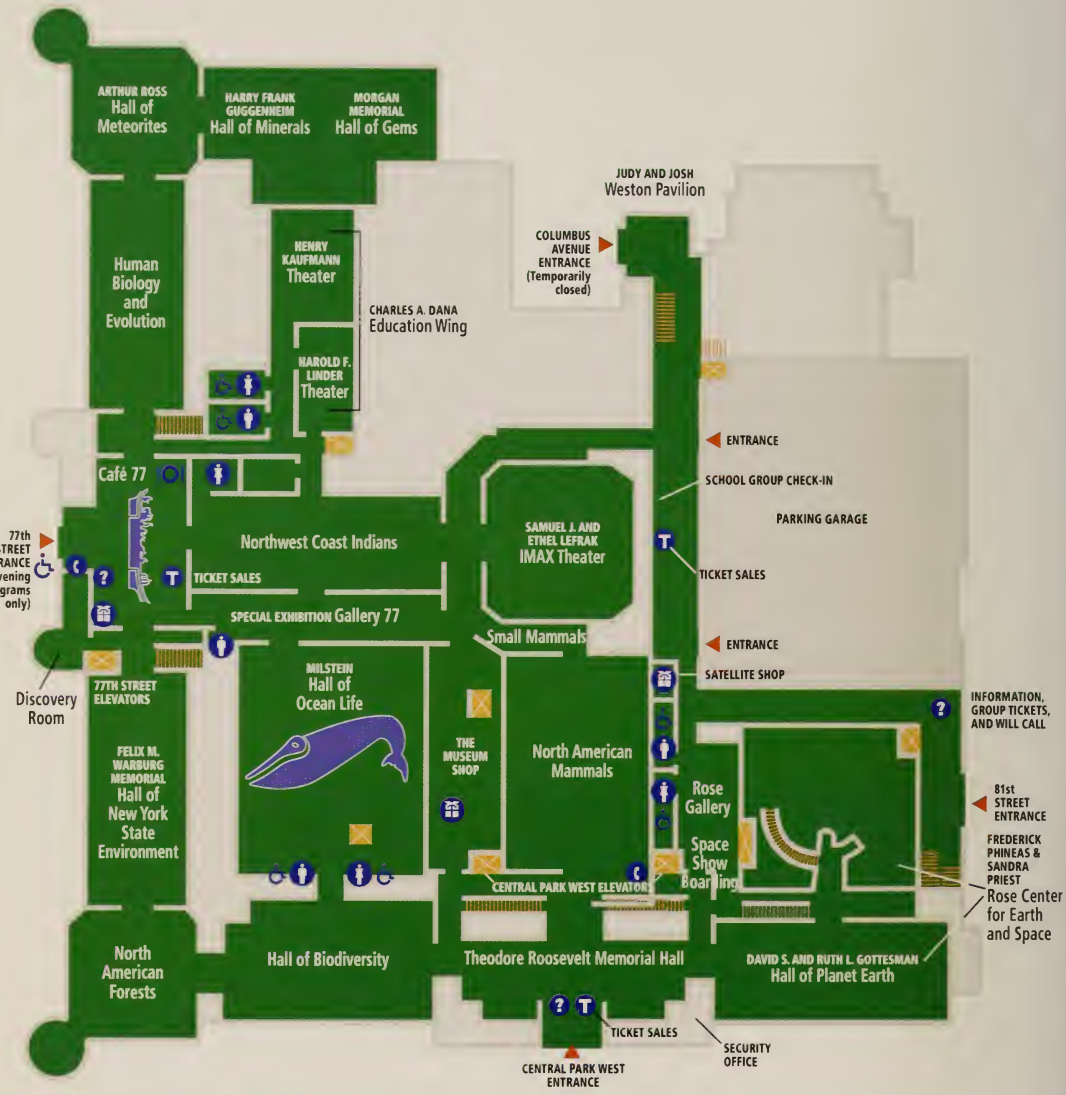 ARTHUR ROSS
Hall of
Meteorites
HARRY FRANK
GUGGENHEIM
Hall of Minerals
MORGAN
MEMORIAL
Hall of Gems
JUDY AND JOSH
Weston Pavilion
COLUMBUS
AVENUE
ENTRANCE
(Temporarily
closed)
HENRY
KAUFMANN
Theater
Human
Biology
and
Evolution
CHARLES A. DANA
Education Wing
HAROLD F.
LINDER
Theater
ENTRANCE
Café 77
SCHOOL GROUP CHECK-IN
PARKING GARAGE
SAMUEL J. AND
ETHEL LEFRAK
IMAX Theater
Northwest Coast Indians
77th
STREET
only)
?
T
TICKET SALES
T
TICKET SALES
SPECIAL EXHIBITION Gallery 77
Small Mammals
ENTRANCE
SATELLITE SHOP
Discovery
Room
77TH STREET
ELEVATORS
MILSTEIN
Hall of
Ocean Life
?
INFORMATION,
GROUP TICKETS,
AND WILL CALL
THE
MUSEUM
SHOP
North American
Mammals
FELIX M.
WARBURG
MEMORIAL
Hall of
New York
State
Environment
Rose
Gallery
81st
STREET
ENTRANCE
Space
Show
Boarding
FREDERICK
PHINEAS &
SANDRA
PRIEST
Rose Center
for Earth
and Space
CENTRAL PARK WEST ELEVATORS
North
American
Forests
Hall of Biodiversity
Theodore Roosevelt Memorial Hall
DAVID S. AND RUTH L. GOTTESMAN
Hall of Planet Earth
? T
TICKET SALES
SECURITY
OFFICE
CENTRAL PARK WEST
ENTRANCE